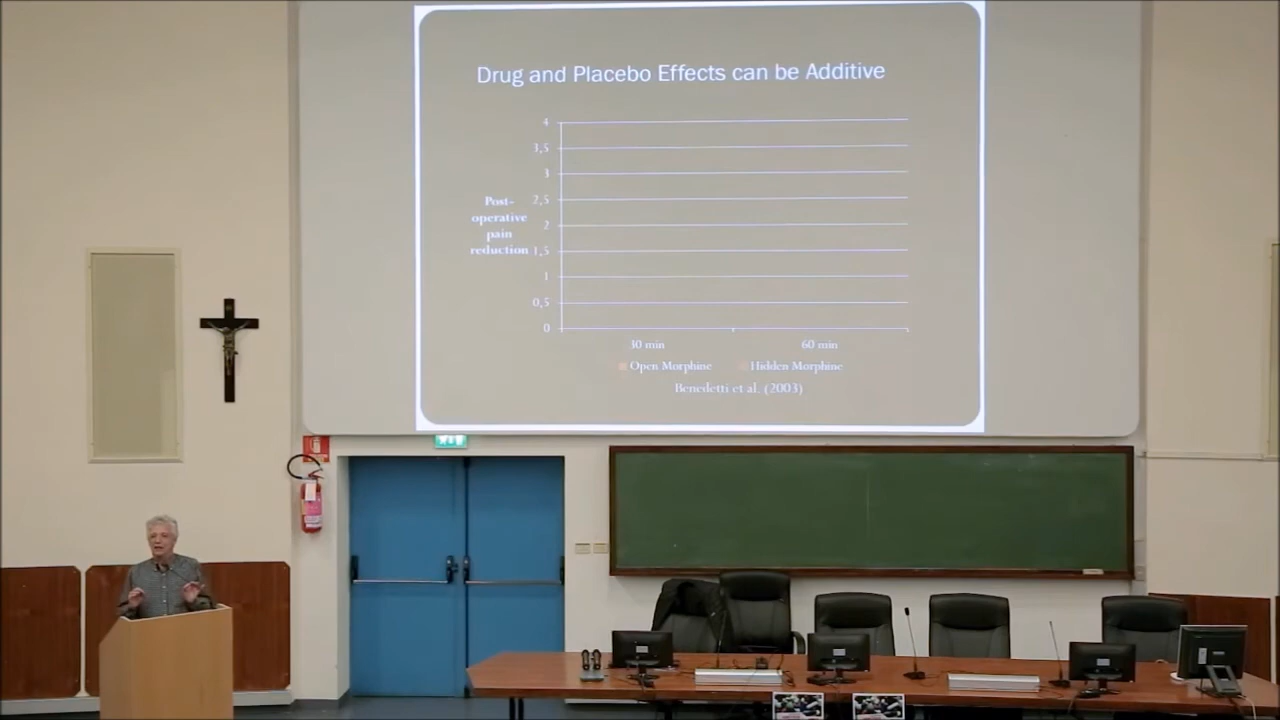 Drug and Placebo Effects can be Additive
4
3,5
3
2,5
2
1,5
1
0,5
0
Post-
operative
pain
reduction
30 min
60 min
Open Morphine
Hidden Morphine
Benedetti et al. (2003)